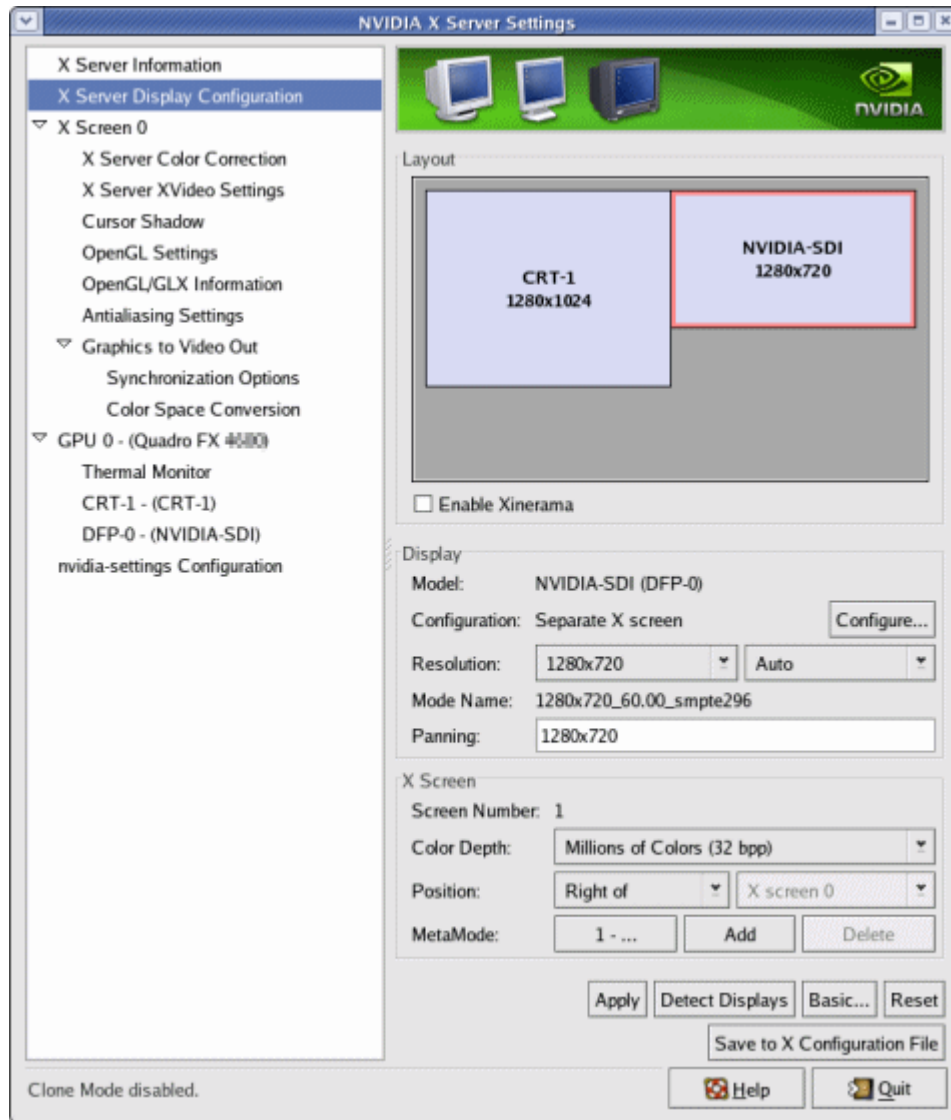 NVIDIA X Server Settings
X Server Information
X Server Display Configuration
X Screen 0
X Server Color Correction
X Server XVideo Settings
Cursor Shadow
OpenGL Settings
OpenGL/GLX Information
Antialiasing Settings
Graphics to Video Out
Synchronization Options
Color Space Conversion
GPU 0 - (Quadro FX
Thermal Monitor
CRT-1 - (CRT-1)
DFP-0 - (NVIDIA-SDI)
nvidia-settings Configuration
NVIDIA
Layout
CRT-1
1280x1024
NVIDIA-SDI
1280x720
Enable Xinerama
Display
Model: NVIDIA-SDI (DFP-0)
Configuration: Separate X screen Configure...
Resolution: 1280x720 Auto
Mode Name: 1280x720_60.00_smpte296
Panning: 1280x720
X Screen
Screen Number: 1
Color Depth: Millions of Colors (32 bpp)
Position: Right of X screen 0
MetaMode: 1 - ... Add Delete
Apply Detect Displays Basic... Reset
Save to X Configuration File
Clone Mode disabled.
Help Quit